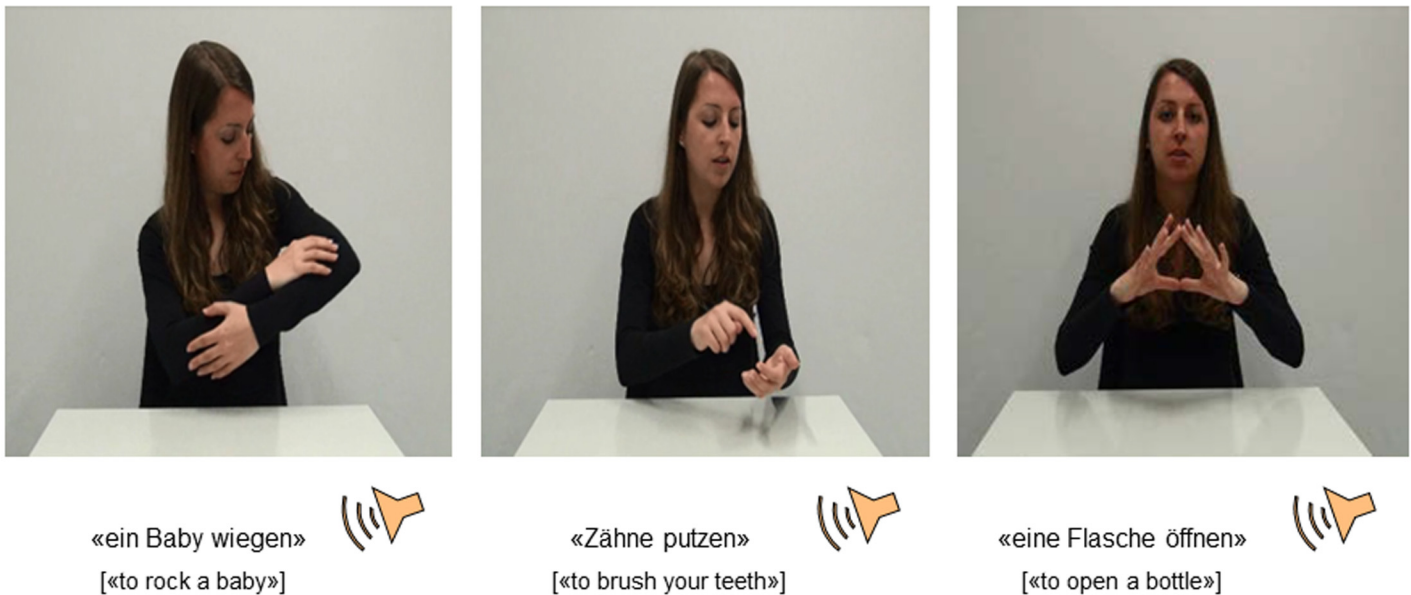 «ein Baby wiegen»
[«to rock a baby»]
«Zähne putzen»
[«to brush your teeth»]
«eine Flasche öffnen»
[«to open a bottle»]